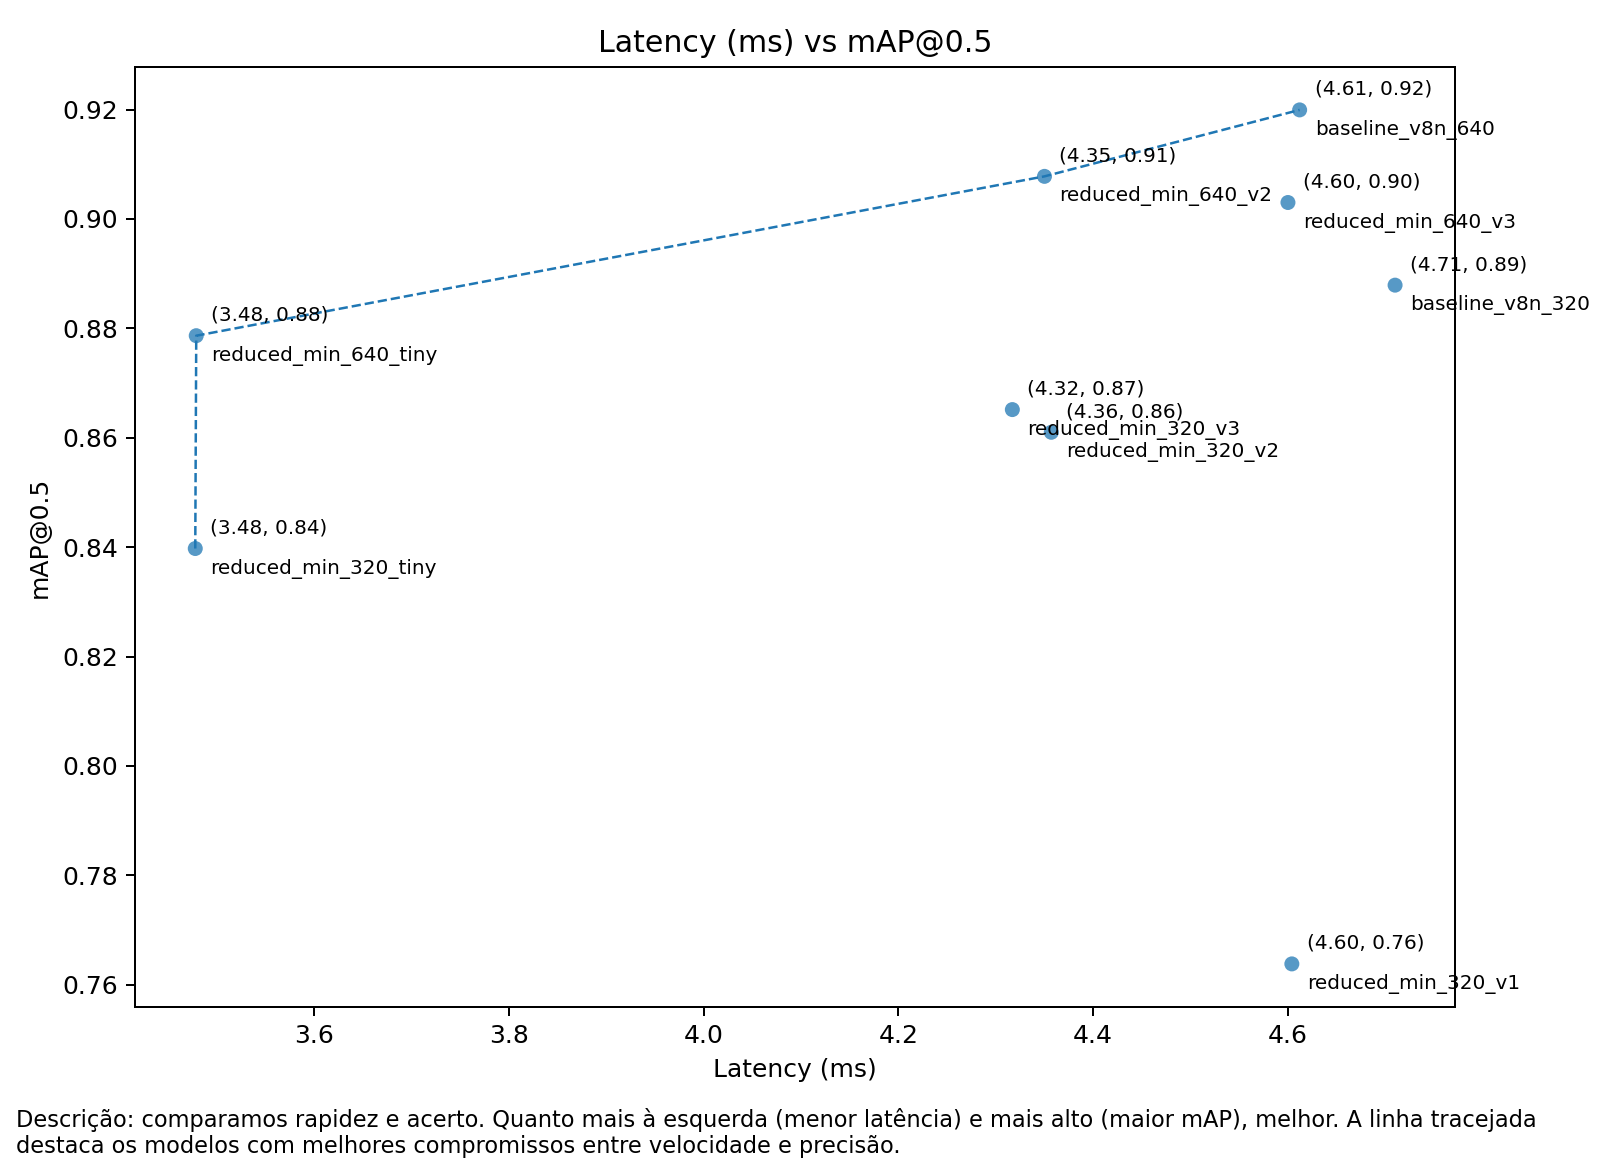 Latency (ms) vs mAP@0.5
(4.61, 0.92)
baseline_v8n_640
(4.35, 0.91)
reduced_min_640_v2
(4.60, 0.90)
reduced_min_640_v3
(4.71, 0.89)
baseline_v8n_320
(3.48, 0.88)
reduced_min_640_tiny
(4.32, 0.87)
reduced_min_320_v3
(4.36, 0.86)
reduced_min_320_v2
(3.48, 0.84)
reduced_min_320_tiny
(4.60, 0.76)
reduced_min_320_v1
mAP@0.5
0.92
0.90
0.88
0.86
0.84
0.82
0.80
0.78
0.76
3.6
3.8
4.0
4.2
4.4
4.6
Latency (ms)
Descrição: comparamos rapidez e acerto. Quanto mais à esquerda (menor latência) e mais alto (maior mAP), melhor. A linha tracejada
destaca os modelos com melhores compromissos entre velocidade e precisão.